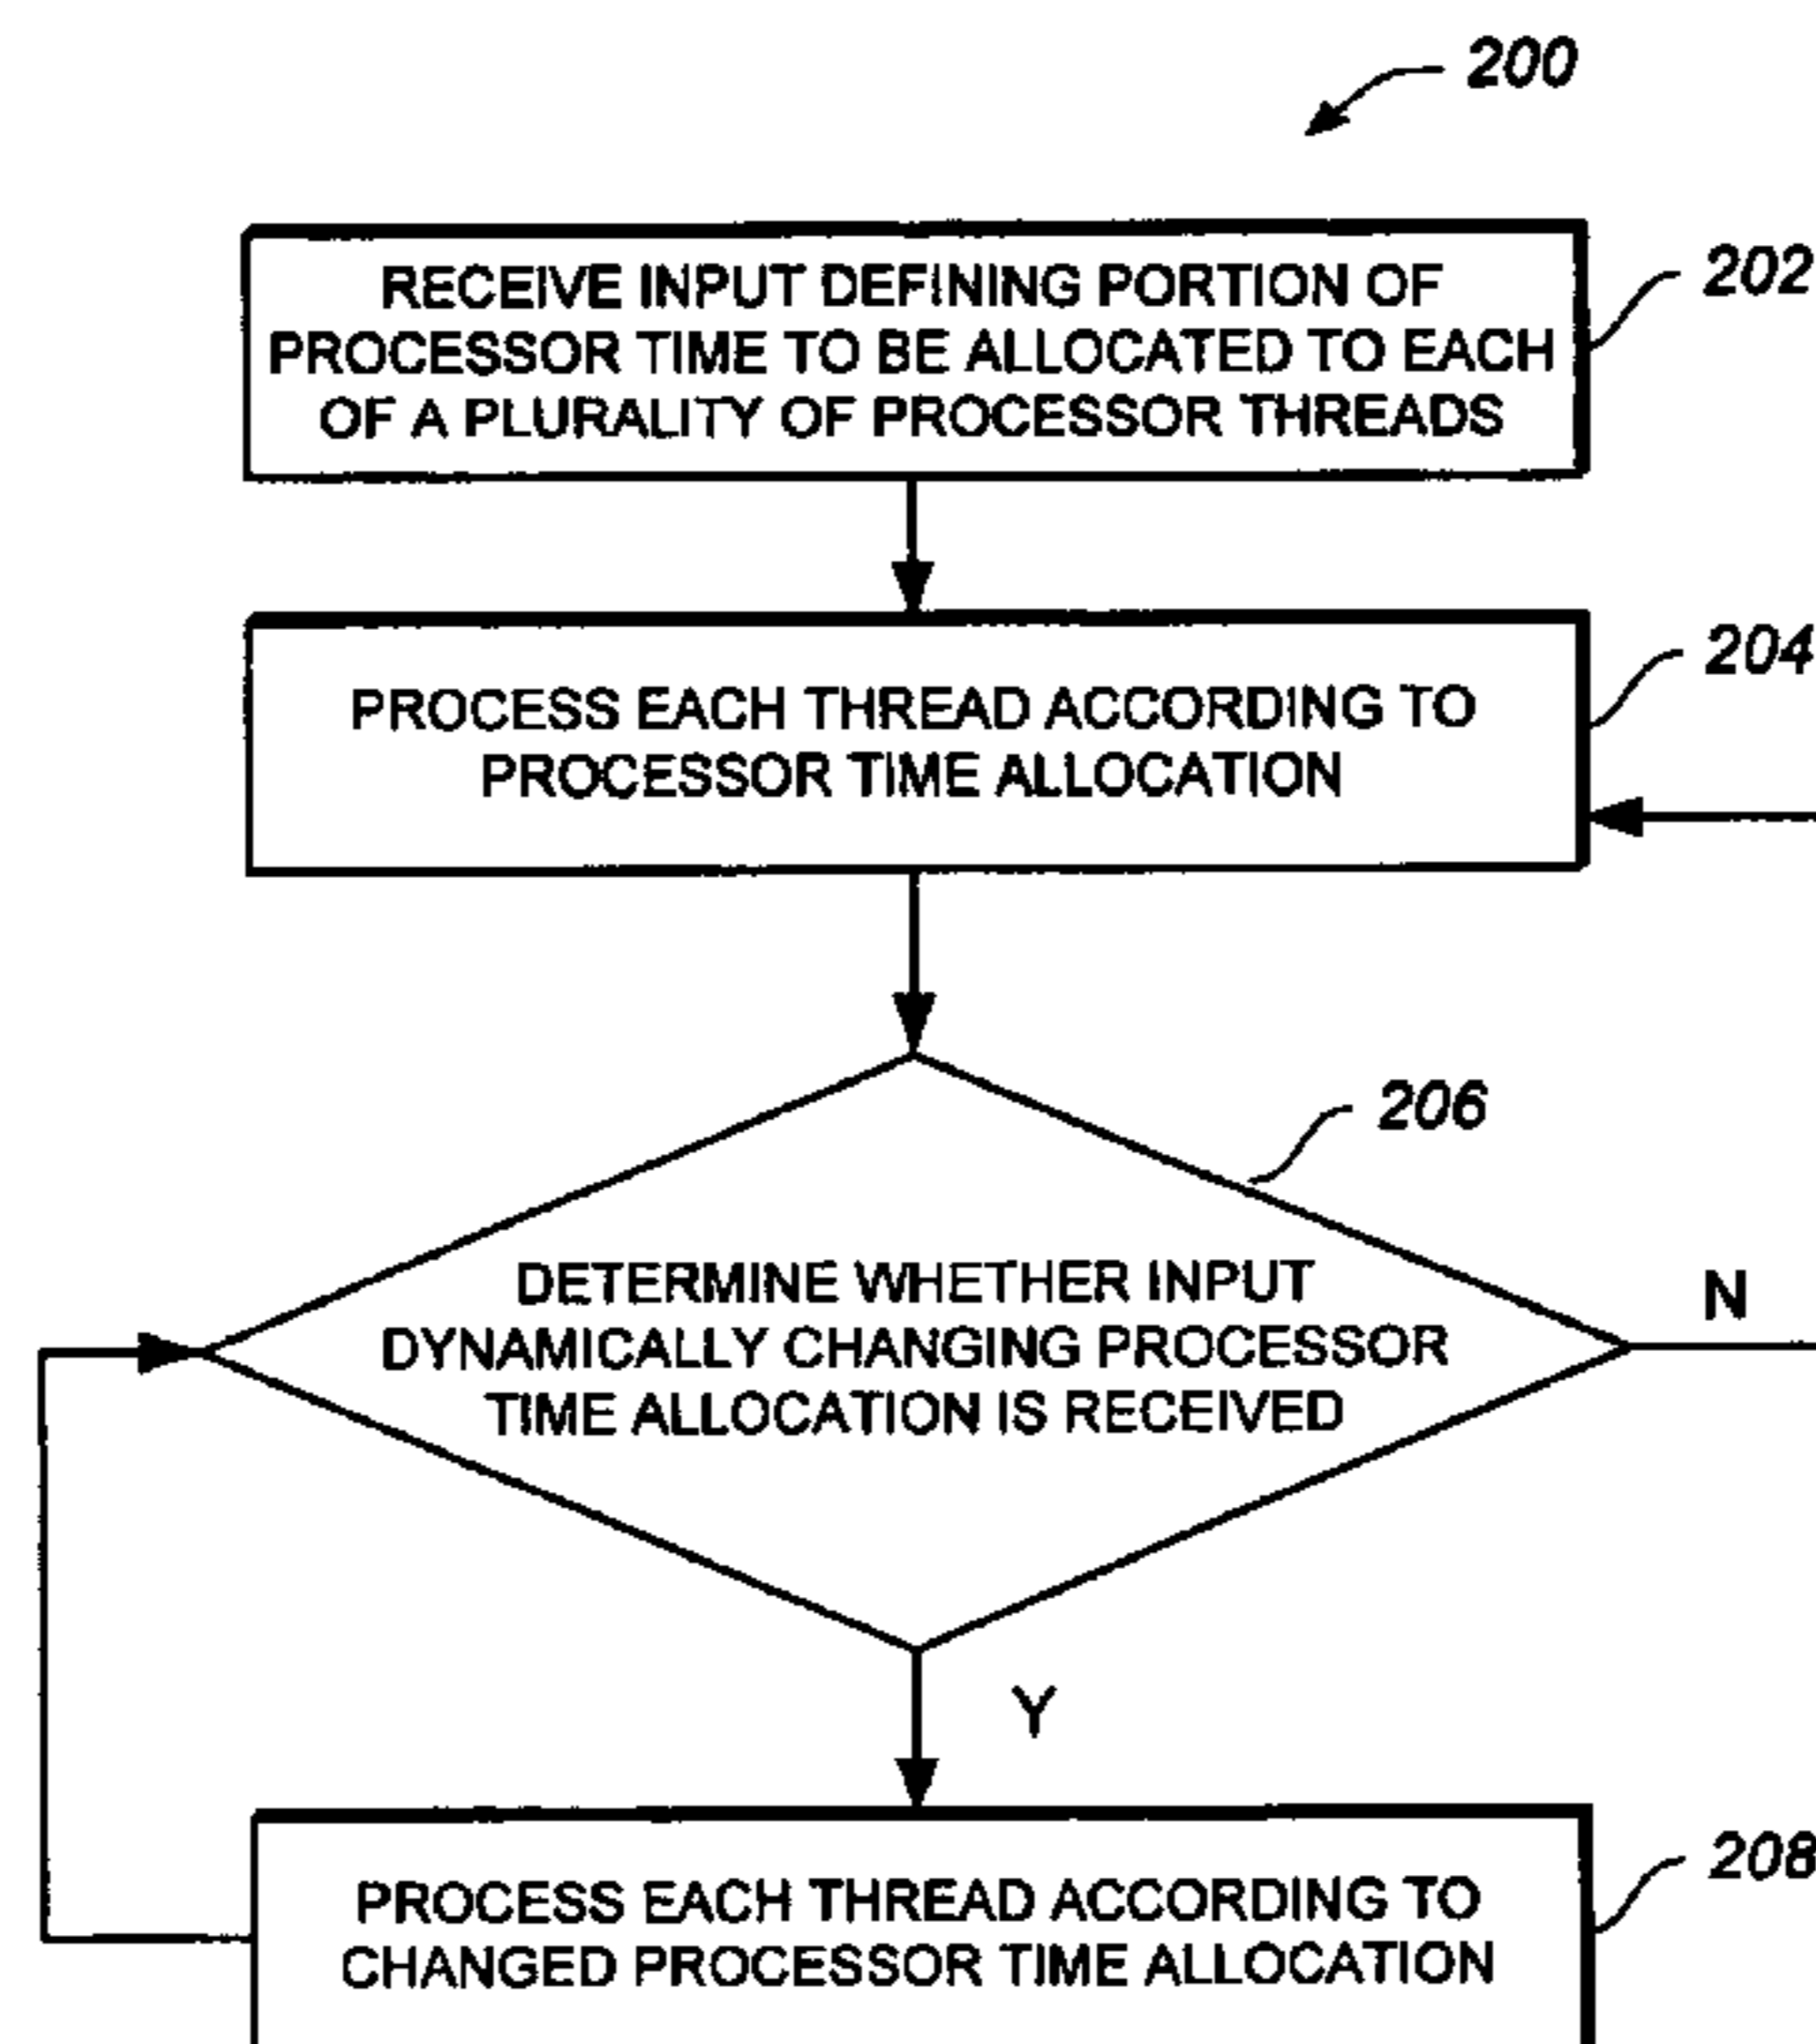 200
RECEIVE INPUT DEFINING PORTION OF
PROCESSOR TIME TO BE ALLOCATED TO EACH
OF A PLURALITY OF PROCESSOR THREADS
202
PROCESS EACH THREAD ACCORDING TO
PROCESSOR TIME ALLOCATION
204
206
DETERMINE WHETHER INPUT
DYNAMICALLY CHANGING PROCESSOR
TIME ALLOCATION IS RECEIVED
N
Y
PROCESS EACH THREAD ACCORDING TO
CHANGED PROCESSOR TIME ALLOCATION
208